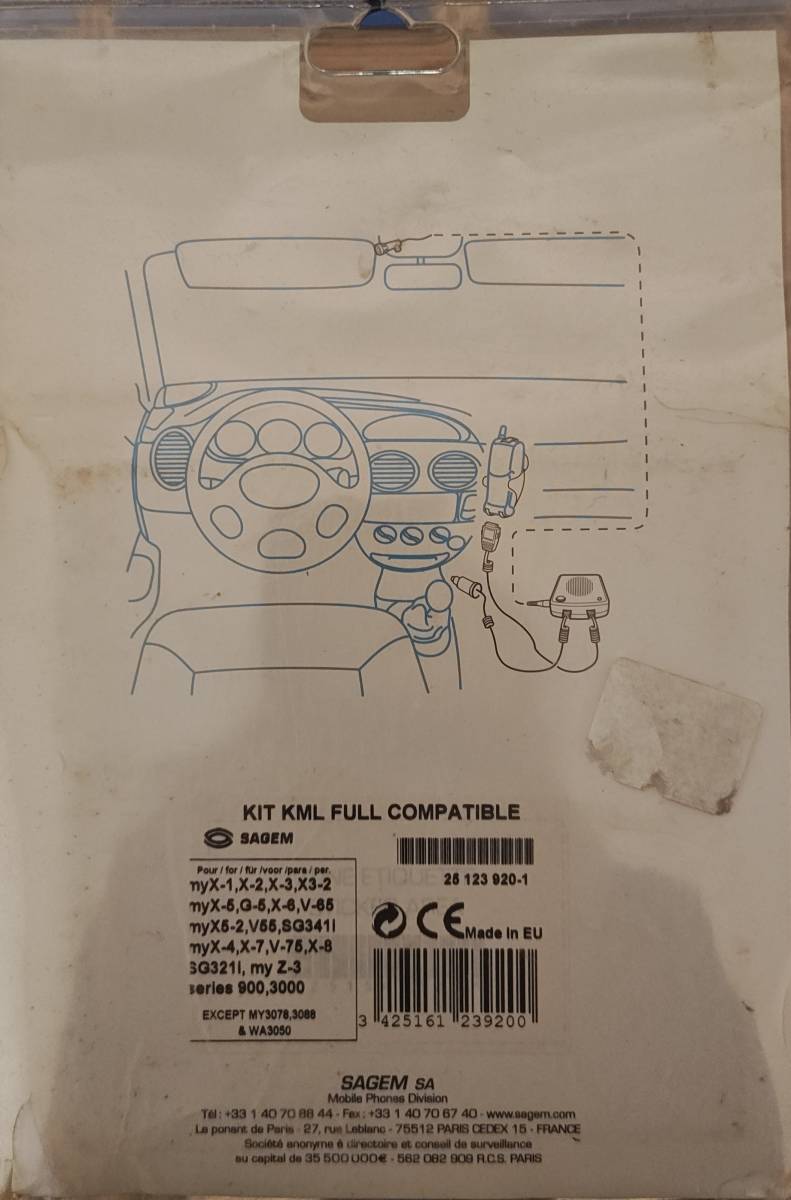 KIT KML FULL COMPATIBLE
SAGEM
Pour / for / für /voor /para / per.
myX-1,X-2,X-3,X3-2
myX-5,G-5,X-6,V-65
myX5-2,V55,SG341I
myX-4,X-7,V-75,X-8
SG321I, my Z-3
series 900,3000
EXCEPT MY3078,3088
& WA3050
25 123 920-1
CE Made in EU
3 425161 239200
SAGEM SA
Mobile Phones Division
Tél : +33 1 40 70 88 44 - Fax : +33 1 40 70 67 40 - www.sagem.com
Le ponant de Paris - 27, rue Leblanc - 75512 PARIS CEDEX 15 - FRANCE
Société anonyme à directoire et conseil de surveillance
au capital de 35 500 000€ - 562 082 909 R.C.S. PARIS